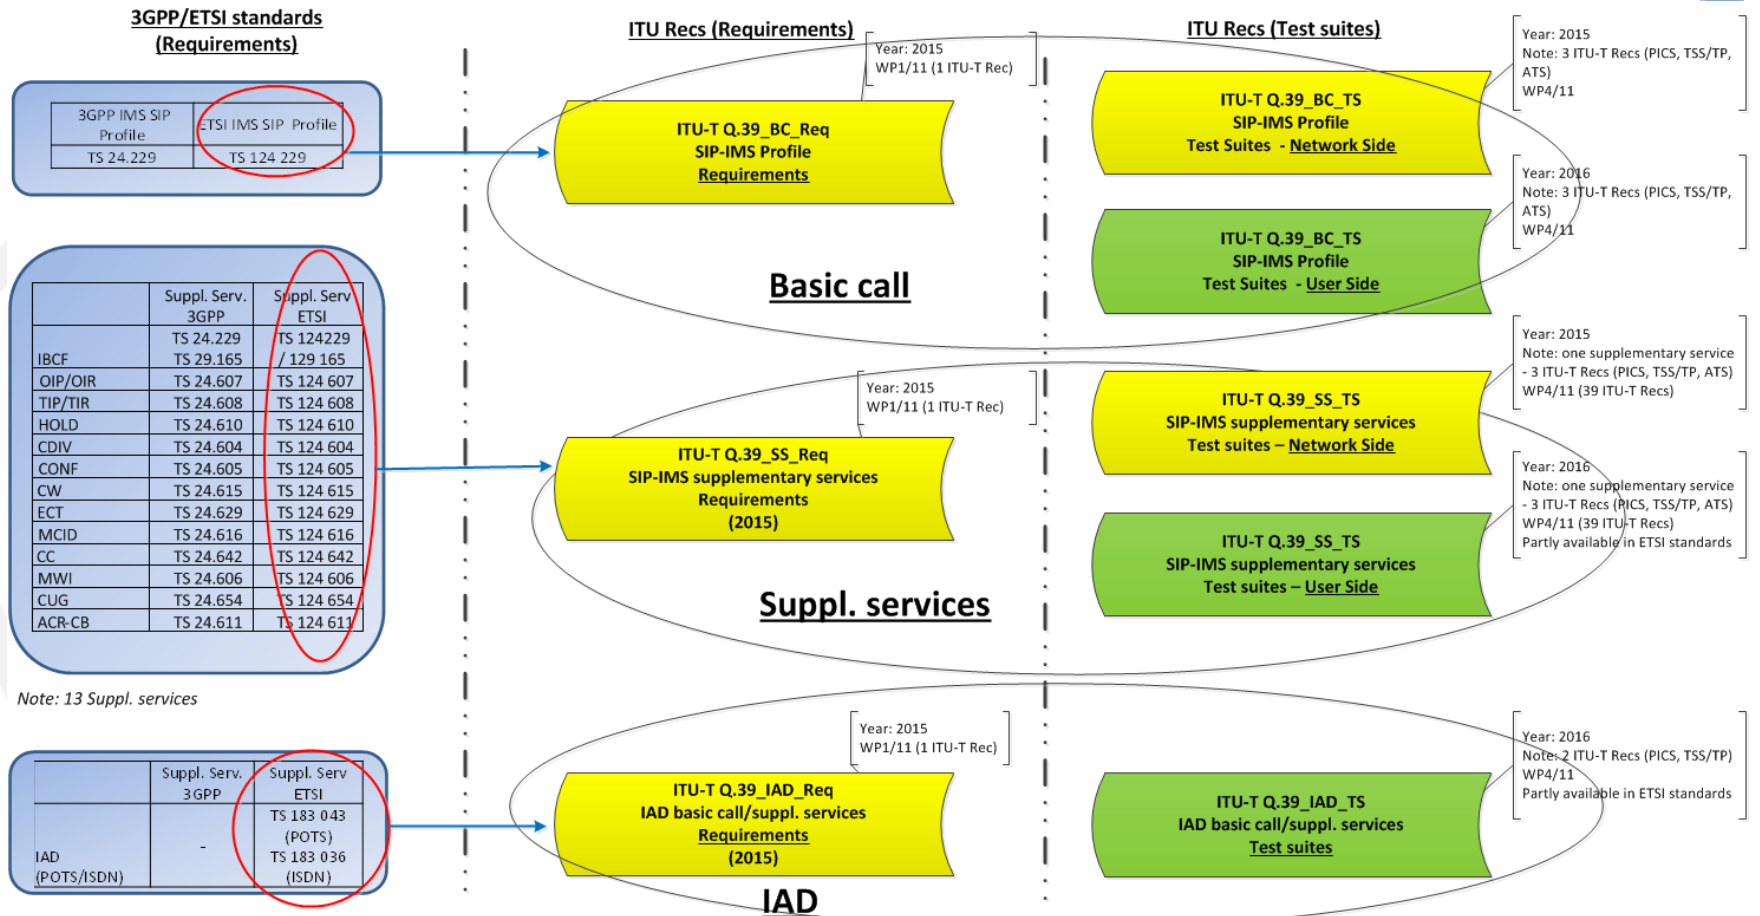 3GPP/ETSI standards
(Requirements)
ITU Recs (Requirements)
ITU Recs (Test suites)
3GPP IMS SIP
Profile
ETSI IMS SIP Profile
TS 24.229
TS 124 229
Year: 2015
WP1/11 (1 ITU-T Rec)
ITU-T Q.39_BC_Req
SIP-IMS Profile
Requirements
ITU-T Q.39_BC_TS
SIP-IMS Profile
Test Suites - Network Side
Year: 2015
Note: 3 ITU-T Recs (PICS, TSS/TP,
ATS)
WP4/11
ITU-T Q.39_BC_TS
SIP-IMS Profile
Test Suites - User Side
Year: 2016
Note: 3 ITU-T Recs (PICS, TSS/TP,
ATS)
WP4/11
Basic call
Suppl. Serv.
3GPP
Suppl. Serv
ETSI
IBCF
TS 24.229
TS 29.165
TS 124229
/ 129 165
OIP/OIR TS 24.607 TS 124 607
TIP/TIR TS 24.608 TS 124 608
HOLD TS 24.610 TS 124 610
CDIV TS 24.604 TS 124 604
CONF TS 24.605 TS 124 605
CW TS 24.615 TS 124 615
ECT TS 24.629 TS 124 629
MCID TS 24.616 TS 124 616
CC TS 24.642 TS 124 642
MWI TS 24.606 TS 124 606
CUG TS 24.654 TS 124 654
ACR-CB TS 24.611 TS 124 611
Note: 13 Suppl. services
Year: 2015
WP1/11 (1 ITU-T Rec)
ITU-T Q.39_SS_Req
SIP-IMS supplementary services
Requirements
(2015)
ITU-T Q.39_SS_TS
SIP-IMS supplementary services
Test suites – Network Side
Year: 2015
Note: one supplementary service
- 3 ITU-T Recs (PICS, TSS/TP, ATS)
WP4/11 (39 ITU-T Recs)
ITU-T Q.39_SS_TS
SIP-IMS supplementary services
Test suites – User Side
Year: 2016
Note: one supplementary service
- 3 ITU-T Recs (PICS, TSS/TP, ATS)
WP4/11 (39 ITU-T Recs)
Partly available in ETSI standards
Suppl. services
Suppl. Serv.
3GPP
Suppl. Serv
ETSI
IAD
(POTS/ISDN)
-
TS 183 043
(POTS)
TS 183 036
(ISDN)
Year: 2015
WP1/11 (1 ITU-T Rec)
ITU-T Q.39_IAD_Req
IAD basic call/suppl. services
Requirements
(2015)
ITU-T Q.39_IAD_TS
IAD basic call/suppl. services
Test suites
Year: 2016
Note: 2 ITU-T Recs (PICS, TSS/TP)
WP4/11
Partly available in ETSI standards
IAD